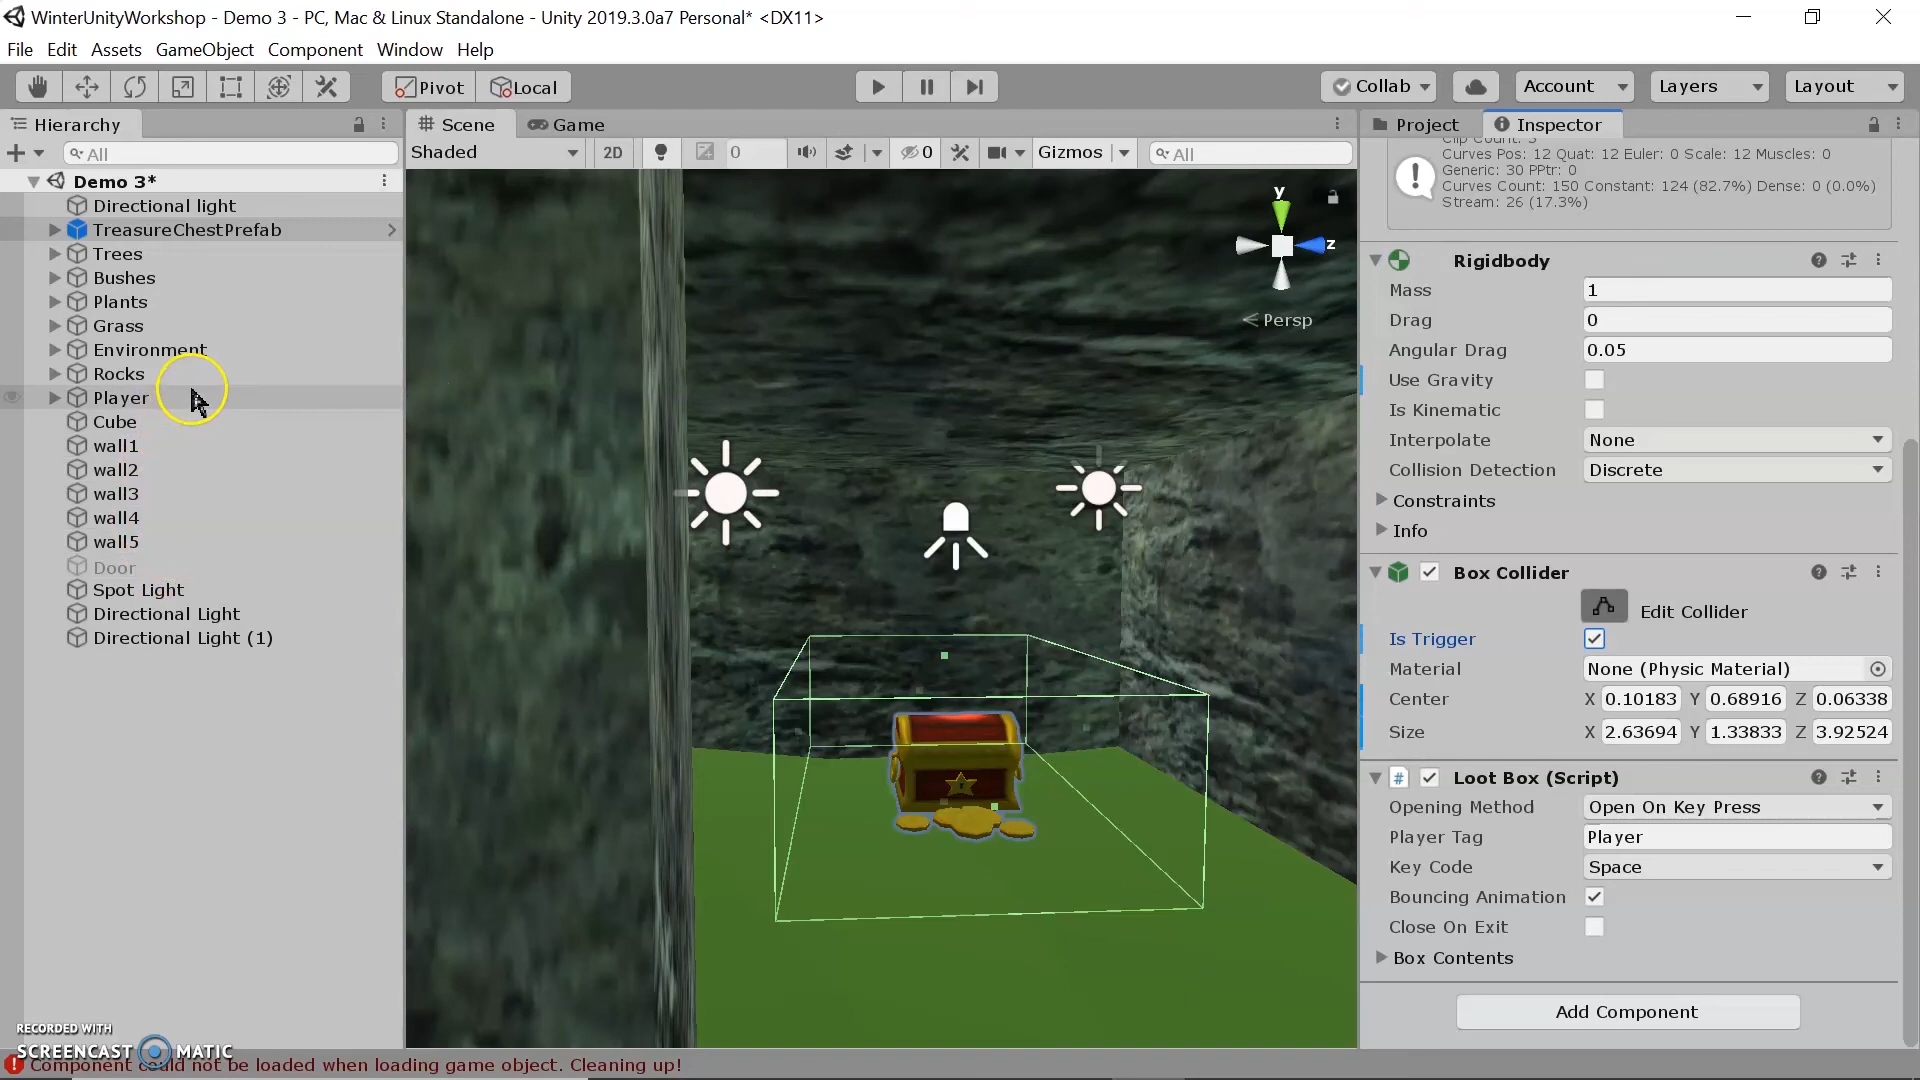 WinterUnityWorkshop - Demo 3 - PC, Mac & Linux Standalone - Unity 2019.3.0a7 Personal* <DX11>
File Edit Assets GameObject Component Window Help
Pivot Local Collab Account Layers Layout
Hierarchy
All
Demo 3*
Directional light
TreasureChestPrefab
Trees
Bushes
Plants
Grass
Environment
Rocks
Player
Cube
wall1
wall2
wall3
wall4
wall5
Door
Spot Light
Directional Light
Directional Light (1)
Scene Game
Shaded 2D 0 0 Gizmos All
y
z
< Persp
Project Inspector
Clip Count: 3
Curves Pos: 12 Quat: 12 Euler: 0 Scale: 12 Muscles: 0
Generic: 30 PPtr: 0
Curves Count: 150 Constant: 124 (82.7%) Dense: 0 (0.0%)
Stream: 26 (17.3%)
Rigidbody
Mass 1
Drag 0
Angular Drag 0.05
Use Gravity
Is Kinematic
Interpolate None
Collision Detection Discrete
Constraints
Info
Box Collider
Edit Collider
Is Trigger
Material None (Physic Material)
Center X 0.10183 Y 0.68916 Z 0.06338
Size X 2.63694 Y 1.33833 Z 3.92524
# Loot Box (Script)
Opening Method Open On Key Press
Player Tag Player
Key Code Space
Bouncing Animation
Close On Exit
Box Contents
Add Component
RECORDED WITH
SCREENCAST MATIC
Component could not be loaded when loading game object. Cleaning up!